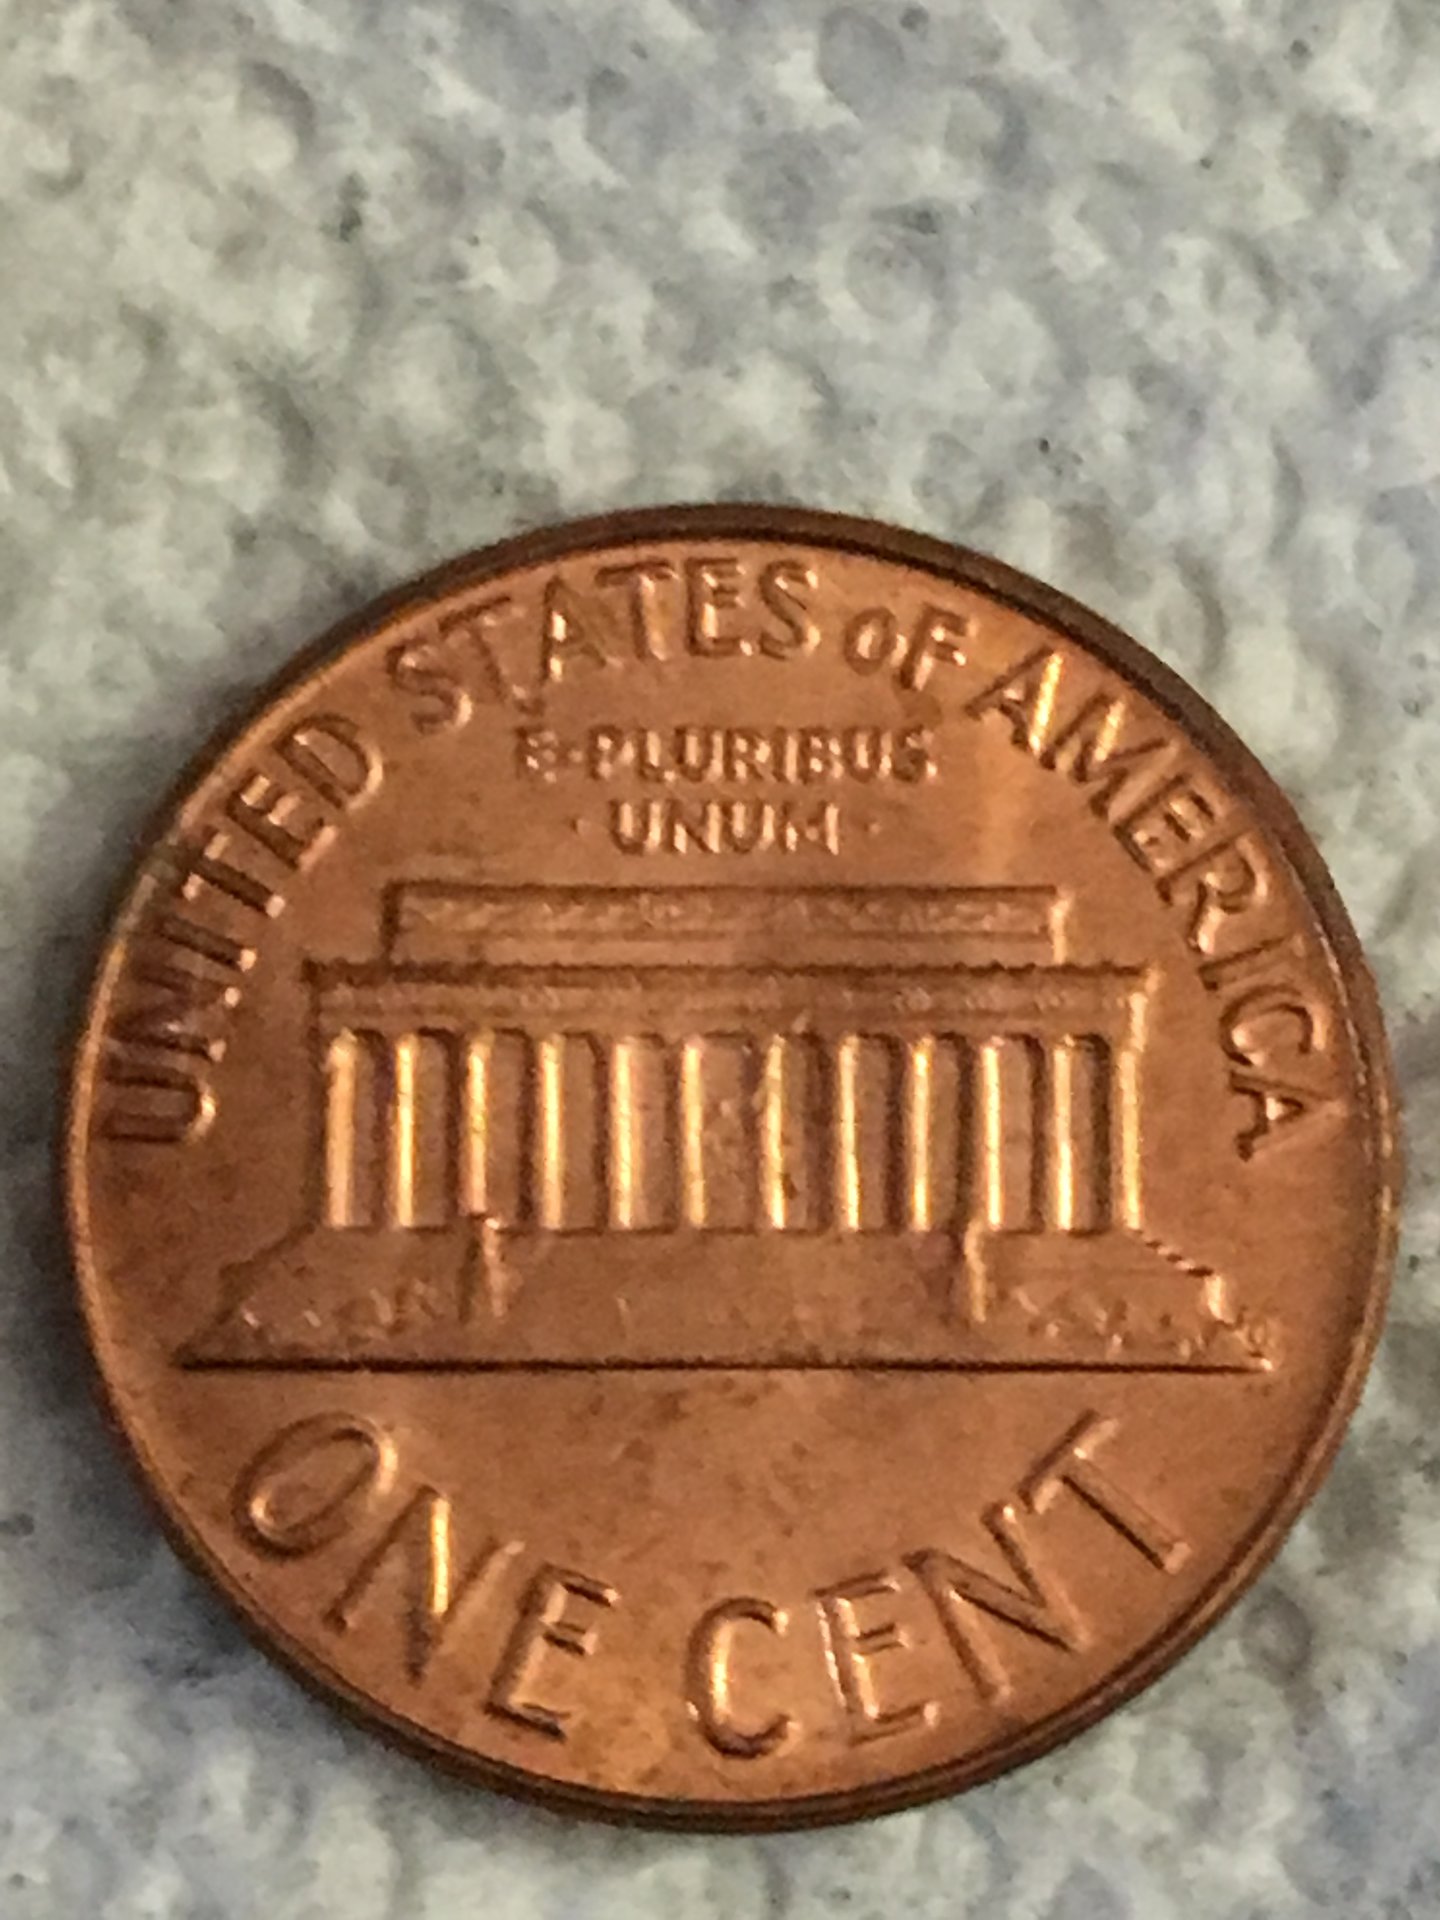 UNITED STATES oF AMERICA
E·PLURIBUS
·UNUM·
ONE CENT